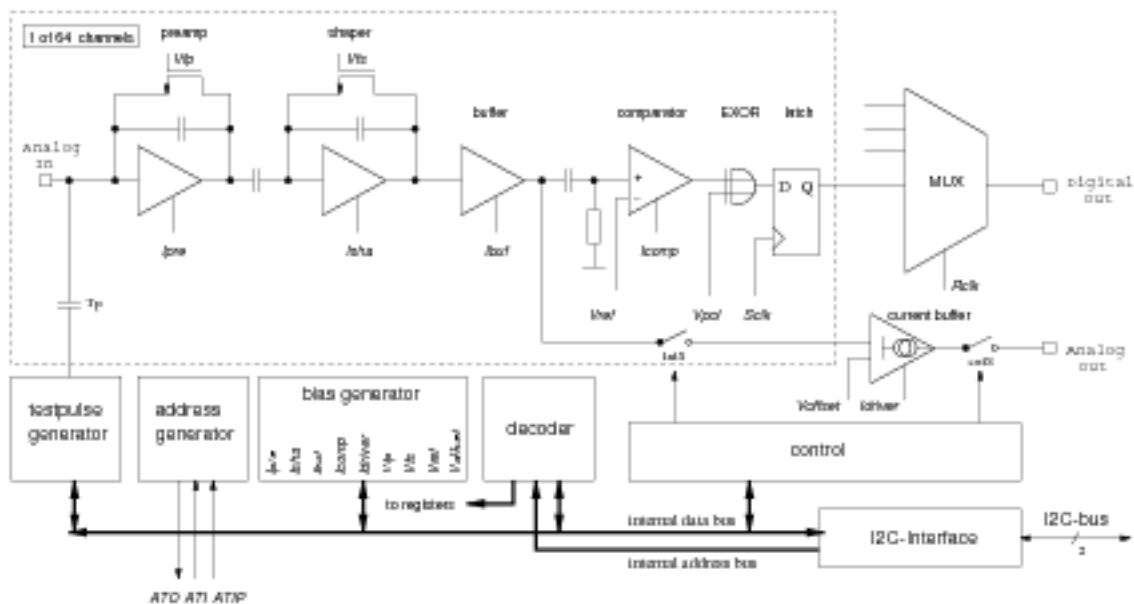 1 of 64 channels
preamp
Vfp
shaper
Vfs
buffer
comparator
EXOR
latch
Analog
in
+
-
D Q
MUX
Digital
out
Ipre
Isha
Ibuf
Icomp
Tp
Vref
Vpol
Sclk
Rclk
current buffer
Analog
out
Voffset
Idriver
testpulse
generator
address
generator
bias generator
Ipre
Isha
Ibuf
Icomp
Idriver
Vfp
Vfs
Vref
Voffset
decoder
control
to registers
internal data bus
internal address bus
I2C-Interface
I2C-bus
2
ATO ATI ATIP